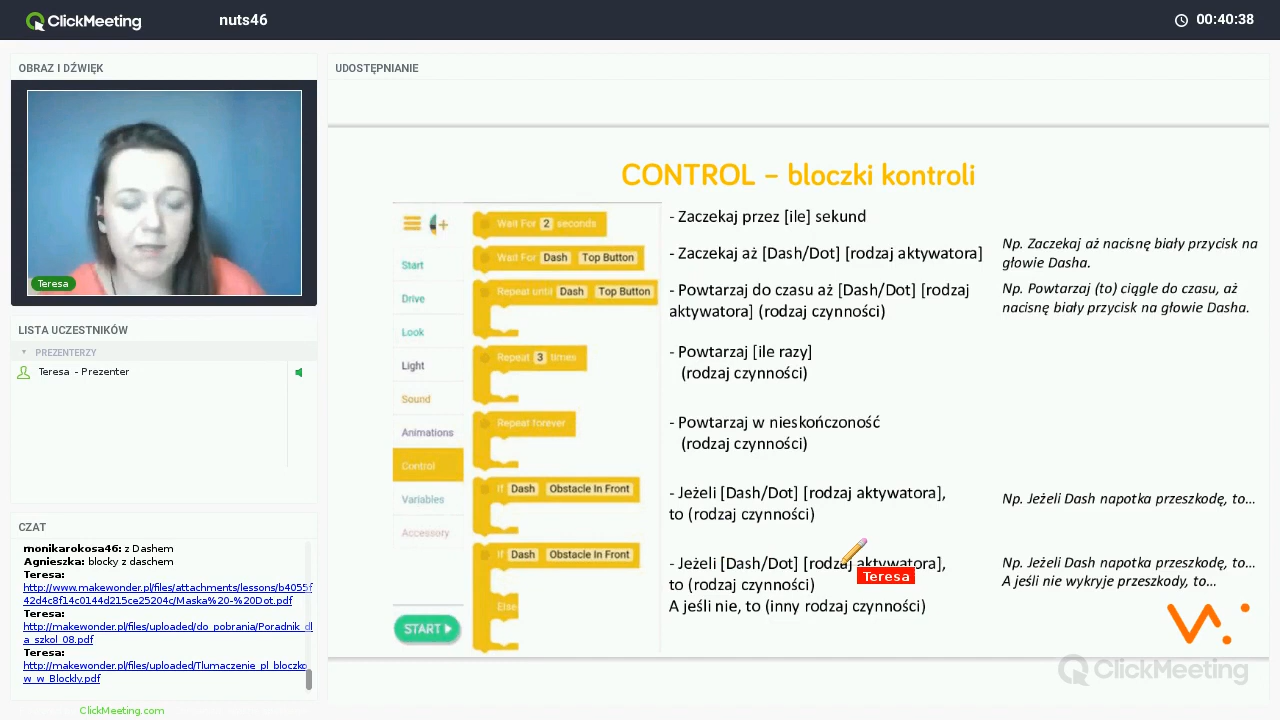 ClickMeeting
nuts46
00:40:38
OBRAZ I DŹWIĘK
Teresa
LISTA UCZESTNIKÓW
PREZENTERZY
Teresa - Prezenter
CZAT
monikarokosa46: z Dashem
Agnieszka: blocky z daschem
Teresa:
http://www.makewonder.pl/files/attachments/lessons/b4055f
42d4c8f14c0144d215ce25204c/Maska%20-%20Dot.pdf
Teresa:
http://makewonder.pl/files/uploaded/do_pobrania/Poradnik_dl
a_szkol_08.pdf
Teresa:
http://makewonder.pl/files/uploaded/Tlumaczenie_pl_bloczko
w_w_Blockly.pdf
ClickMeeting.com
UDOSTĘPNIANIE
CONTROL – bloczki kontroli
Start
Drive
Look
Light
Sound
Animations
Control
Variables
Accessory
START
Wait For 2 seconds
Wait For Dash Top Button
Repeat until Dash Top Button
Repeat 3 times
Repeat forever
If Dash Obstacle In Front
If Dash Obstacle In Front
Else
- Zaczekaj przez [ile] sekund
- Zaczekaj aż [Dash/Dot] [rodzaj aktywatora]
- Powtarzaj do czasu aż [Dash/Dot] [rodzaj
aktywatora] (rodzaj czynności)
- Powtarzaj [ile razy]
(rodzaj czynności)
- Powtarzaj w nieskończoność
(rodzaj czynności)
- Jeżeli [Dash/Dot] [rodzaj aktywatora],
to (rodzaj czynności)
- Jeżeli [Dash/Dot] [rodzaj aktywatora],
to (rodzaj czynności)
A jeśli nie, to (inny rodzaj czynności)
Teresa
Np. Zaczekaj aż nacisnę biały przycisk na
głowie Dasha.
Np. Powtarzaj (to) ciągle do czasu, aż
nacisnę biały przycisk na głowie Dasha.
Np. Jeżeli Dash napotka przeszkodę, to...
Np. Jeżeli Dash napotka przeszkodę, to...
A jeśli nie wykryje przeszkody, to...
ClickMeeting